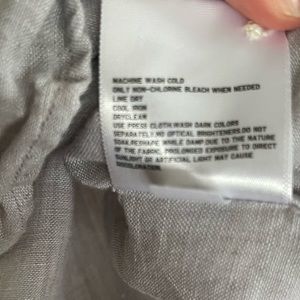 MACHINE WASH COLD
ONLY NON-CHLORINE BLEACH WHEN NEEDED
LINE DRY
COOL IRON
DRYCLEAN
USE PRESS CLOTH.WASH DARK COLORS
SEPARATELY.NO OPTICAL BRIGHTENERS.DO NOT
SOAK.RESHAPE WHILE DAMP DUE TO THE NATURE
OF THE FABRIC, PROLONGED EXPOSURE TO DIRECT
SUNLIGHT OR ARTIFICIAL LIGHT MAY CAUSE
DISCOLORATION.